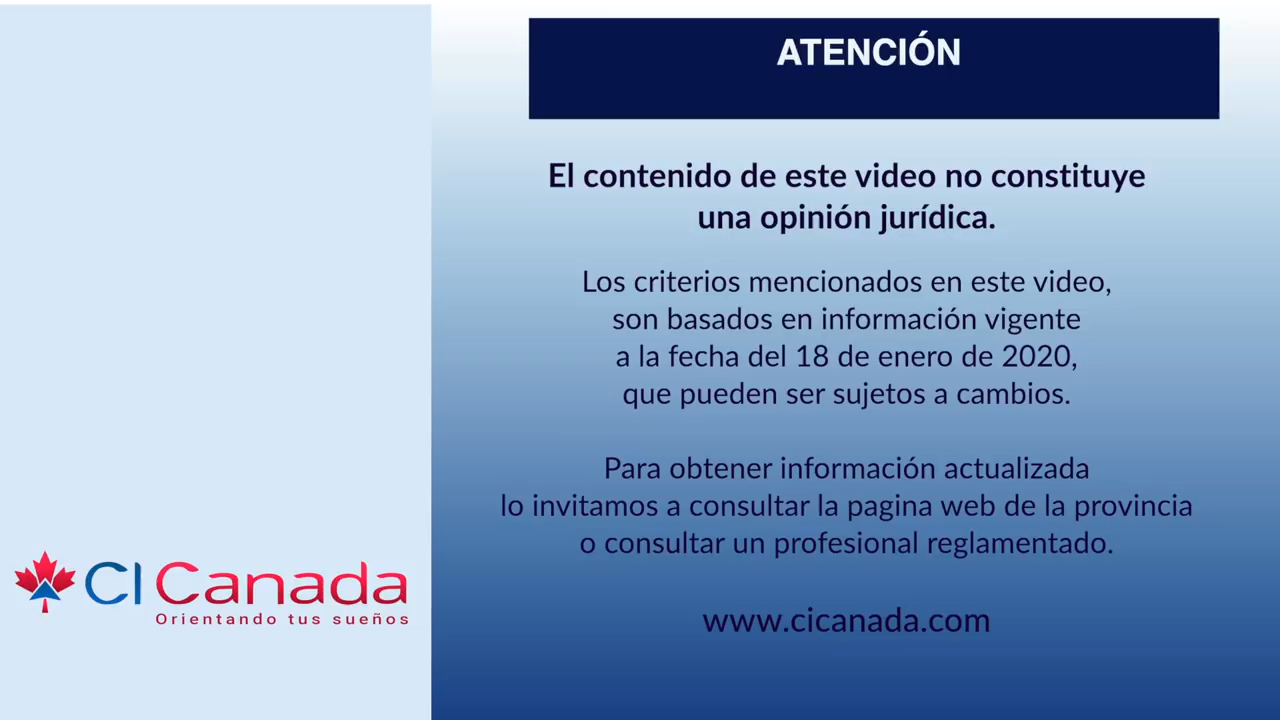 ATENCIÓN
El contenido de este video no constituye
una opinión jurídica.
Los criterios mencionados en este video,
son basados en información vigente
a la fecha del 18 de enero de 2020,
que pueden ser sujetos a cambios.
Para obtener información actualizada
lo invitamos a consultar la pagina web de la provincia
o consultar un profesional reglamentado.
www.cicanada.com
CI Canada
Orientando tus sueños